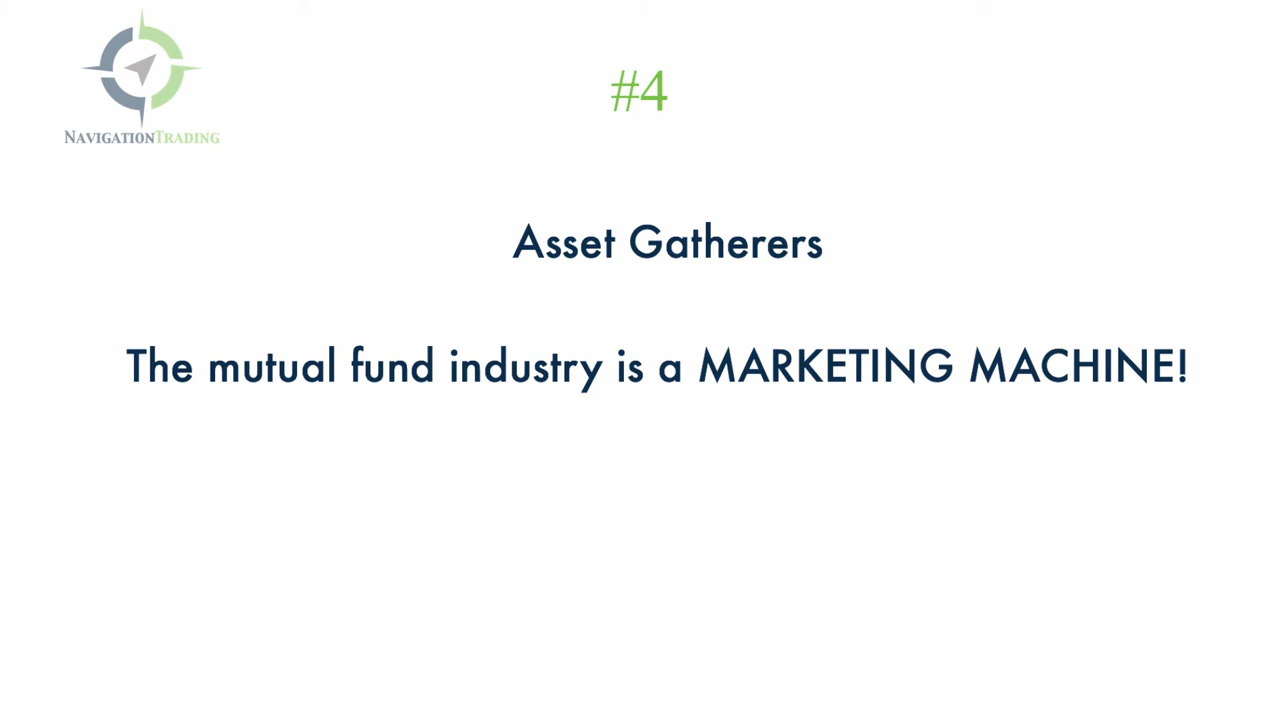 NAVIGATIONTRADING
#4
Asset Gatherers
The mutual fund industry is a MARKETING MACHINE!